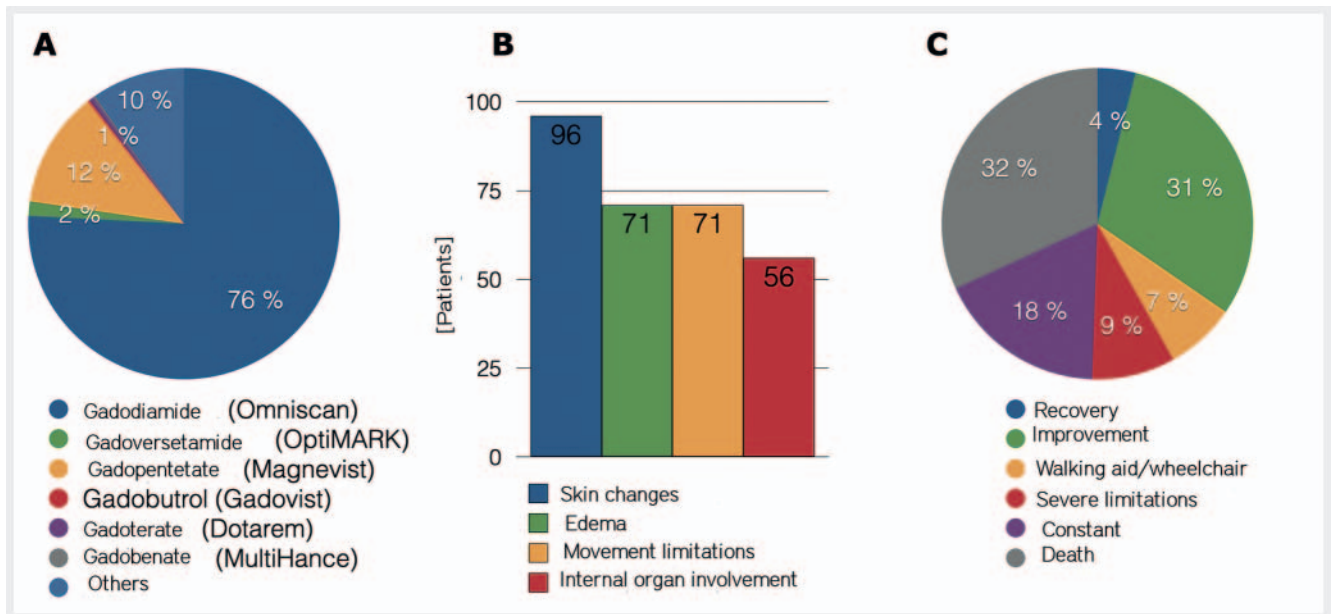 A
10 %
1 %
12 %
2 %
76 %
Gadodiamide (Omniscan)
Gadoversetamide (OptiMARK)
Gadopentetate (Magnevist)
Gadobutrol (Gadovist)
Gadoterate (Dotarem)
Gadobenate (MultiHance)
Others
B
[Patients]
100
75
50
25
0
96
71
71
56
Skin changes
Edema
Movement limitations
Internal organ involvement
C
4 %
31 %
7 %
9 %
18 %
32 %
Recovery
Improvement
Walking aid/wheelchair
Severe limitations
Constant
Death